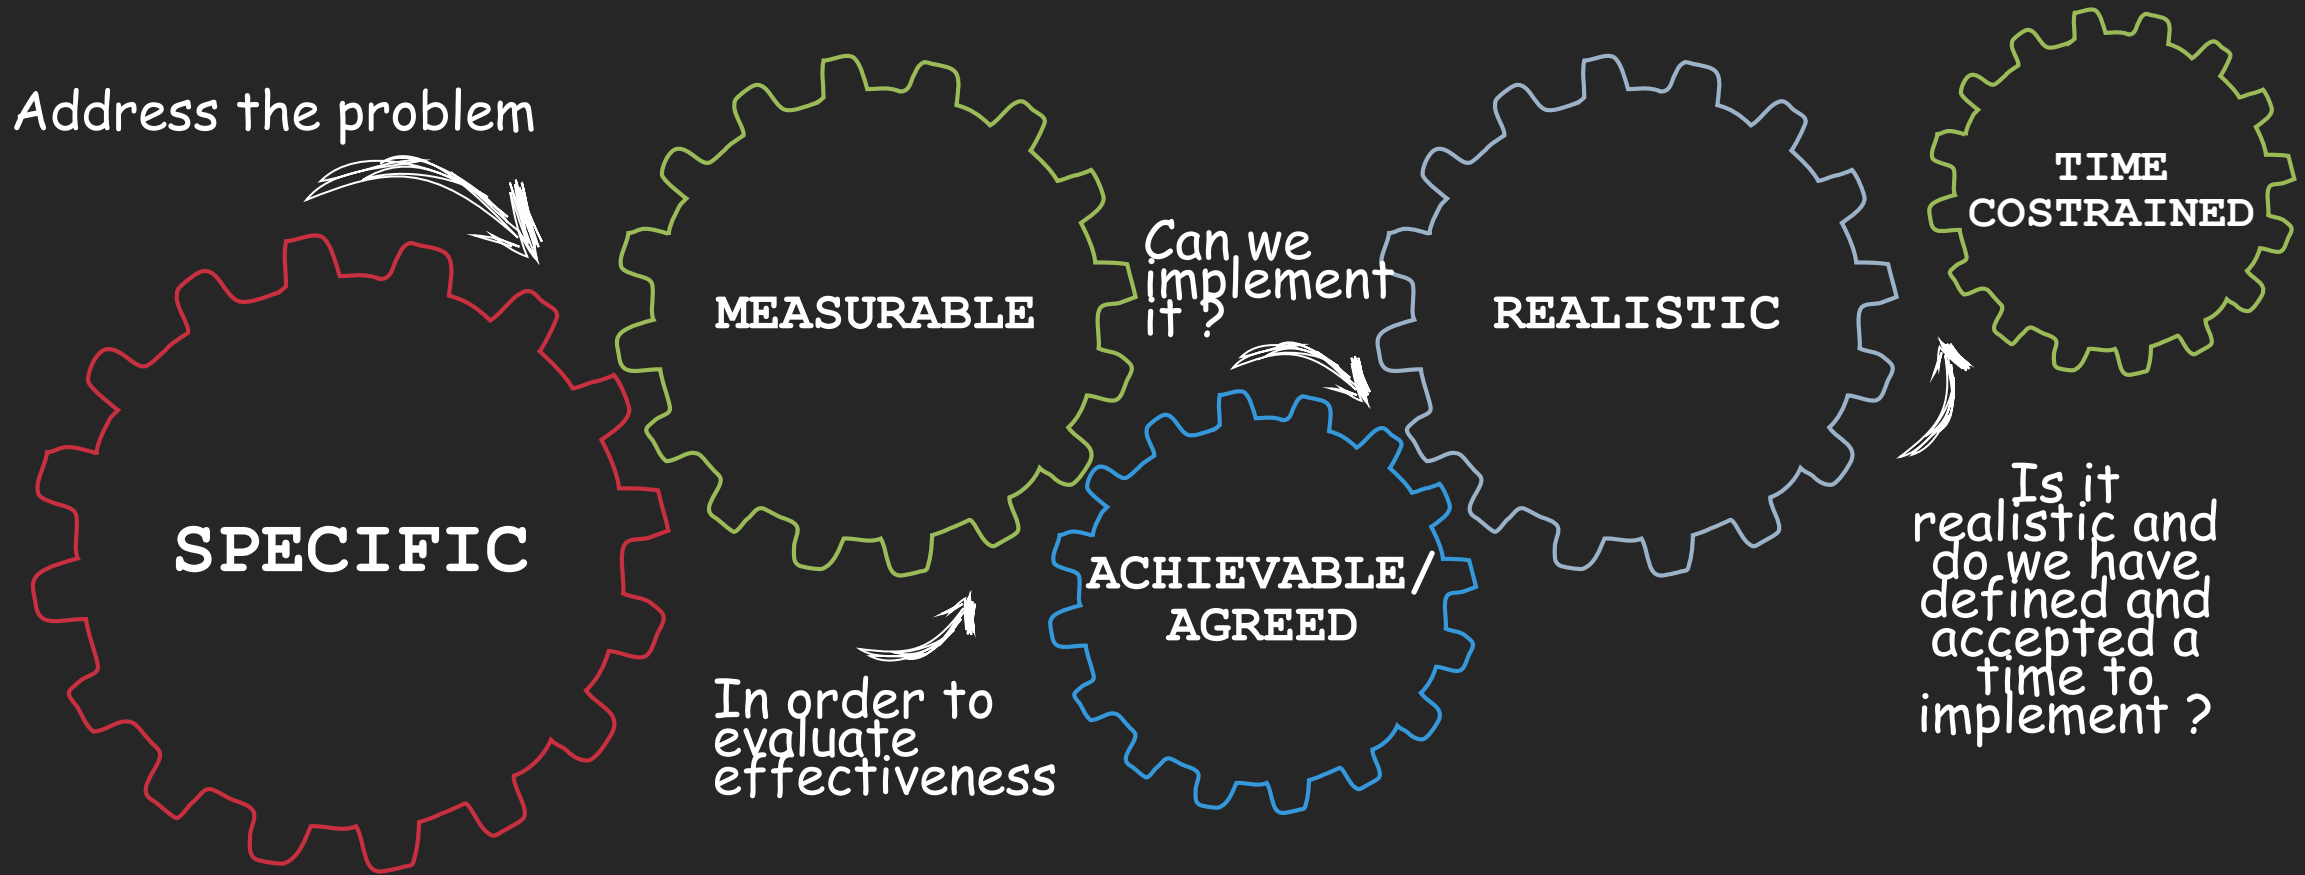 Address the problem
SPECIFIC
MEASURABLE
In order to
evaluate
effectiveness
Can we
implement
it ?
ACHIEVABLE/
AGREED
REALISTIC
Is it
realistic and
do we have
defined and
accepted a
time to
implement ?
TIME
COSTRAINED